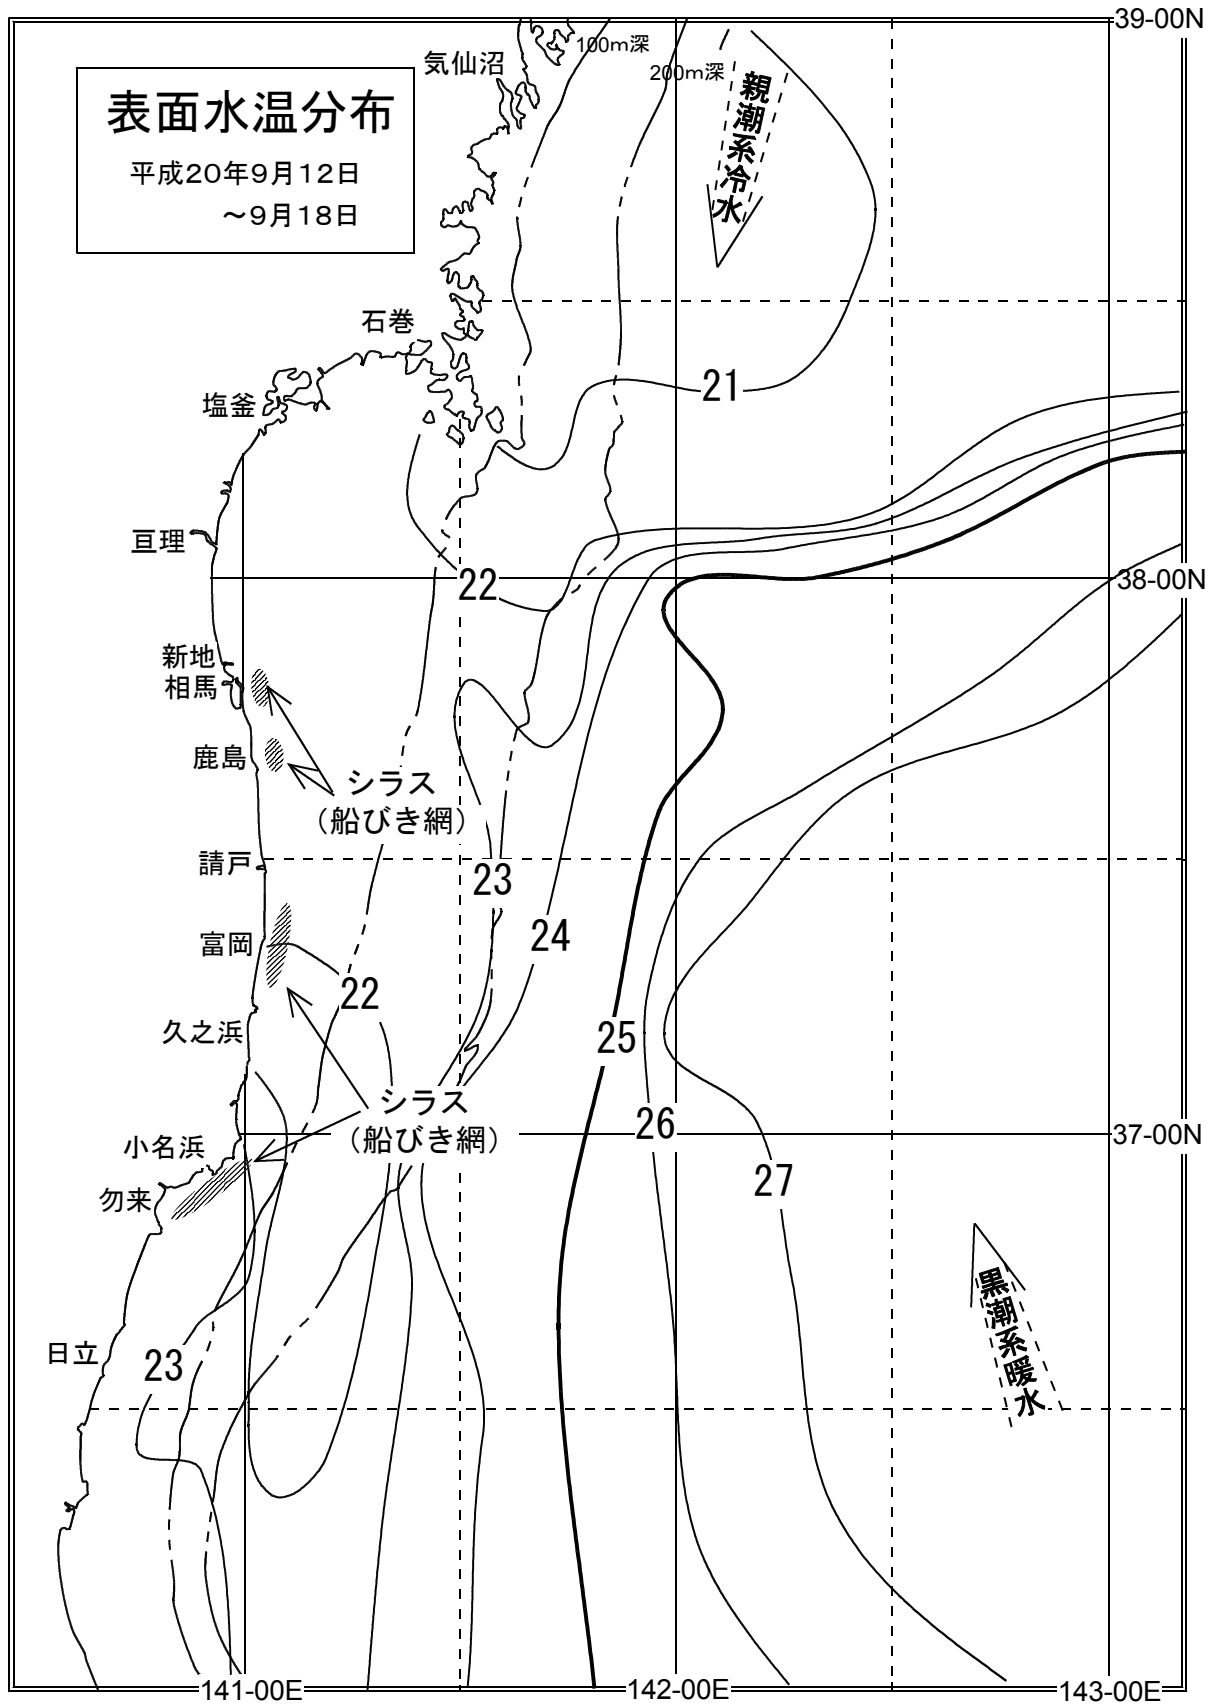 39-00N
100m深
気仙沼
200m深
親潮系冷水
表面水温分布
平成20年9月12日
～9月18日
石巻
21
塩釜
亘理
22
38-00N
新地
相馬
鹿島
シラス
（船びき網）
請戸
23
24
富岡
22
久之浜
25
シラス
（船びき網）
26
37-00N
小名浜
27
勿来
黒潮系暖水
日立
23
141-00E
142-00E
143-00E